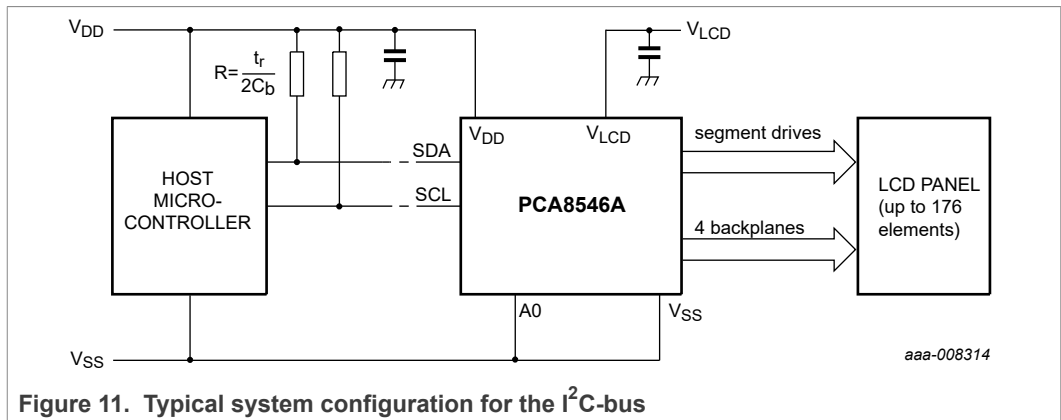 VDD
VLCD
R= tr
2Cb
VDD
VLCD
HOST
MICRO-
CONTROLLER
SDA
SCL
PCA8546A
segment drives
4 backplanes
LCD PANEL
(up to 176
elements)
A0
VSS
VSS
aaa-008314
Figure 11. Typical system configuration for the I2C-bus